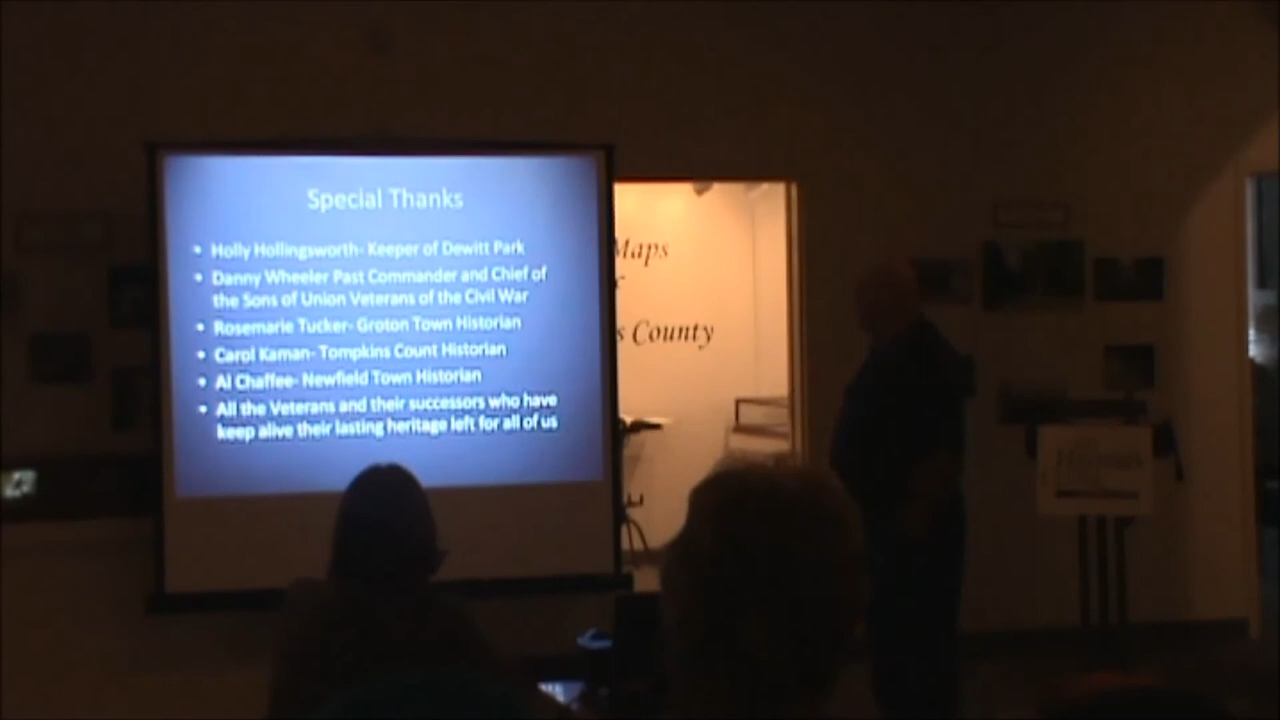 Special Thanks
• Holly Hollingsworth- Keeper of Dewitt Park
• Danny Wheeler Past Commander and Chief of
the Sons of Union Veterans of the Civil War
• Rosemarie Tucker- Groton Town Historian
• Carol Kaman- Tompkins Count Historian
• Al Chaffee- Newfield Town Historian
• All the Veterans and their successors who have
keep alive their lasting heritage left for all of us
Maps
s County